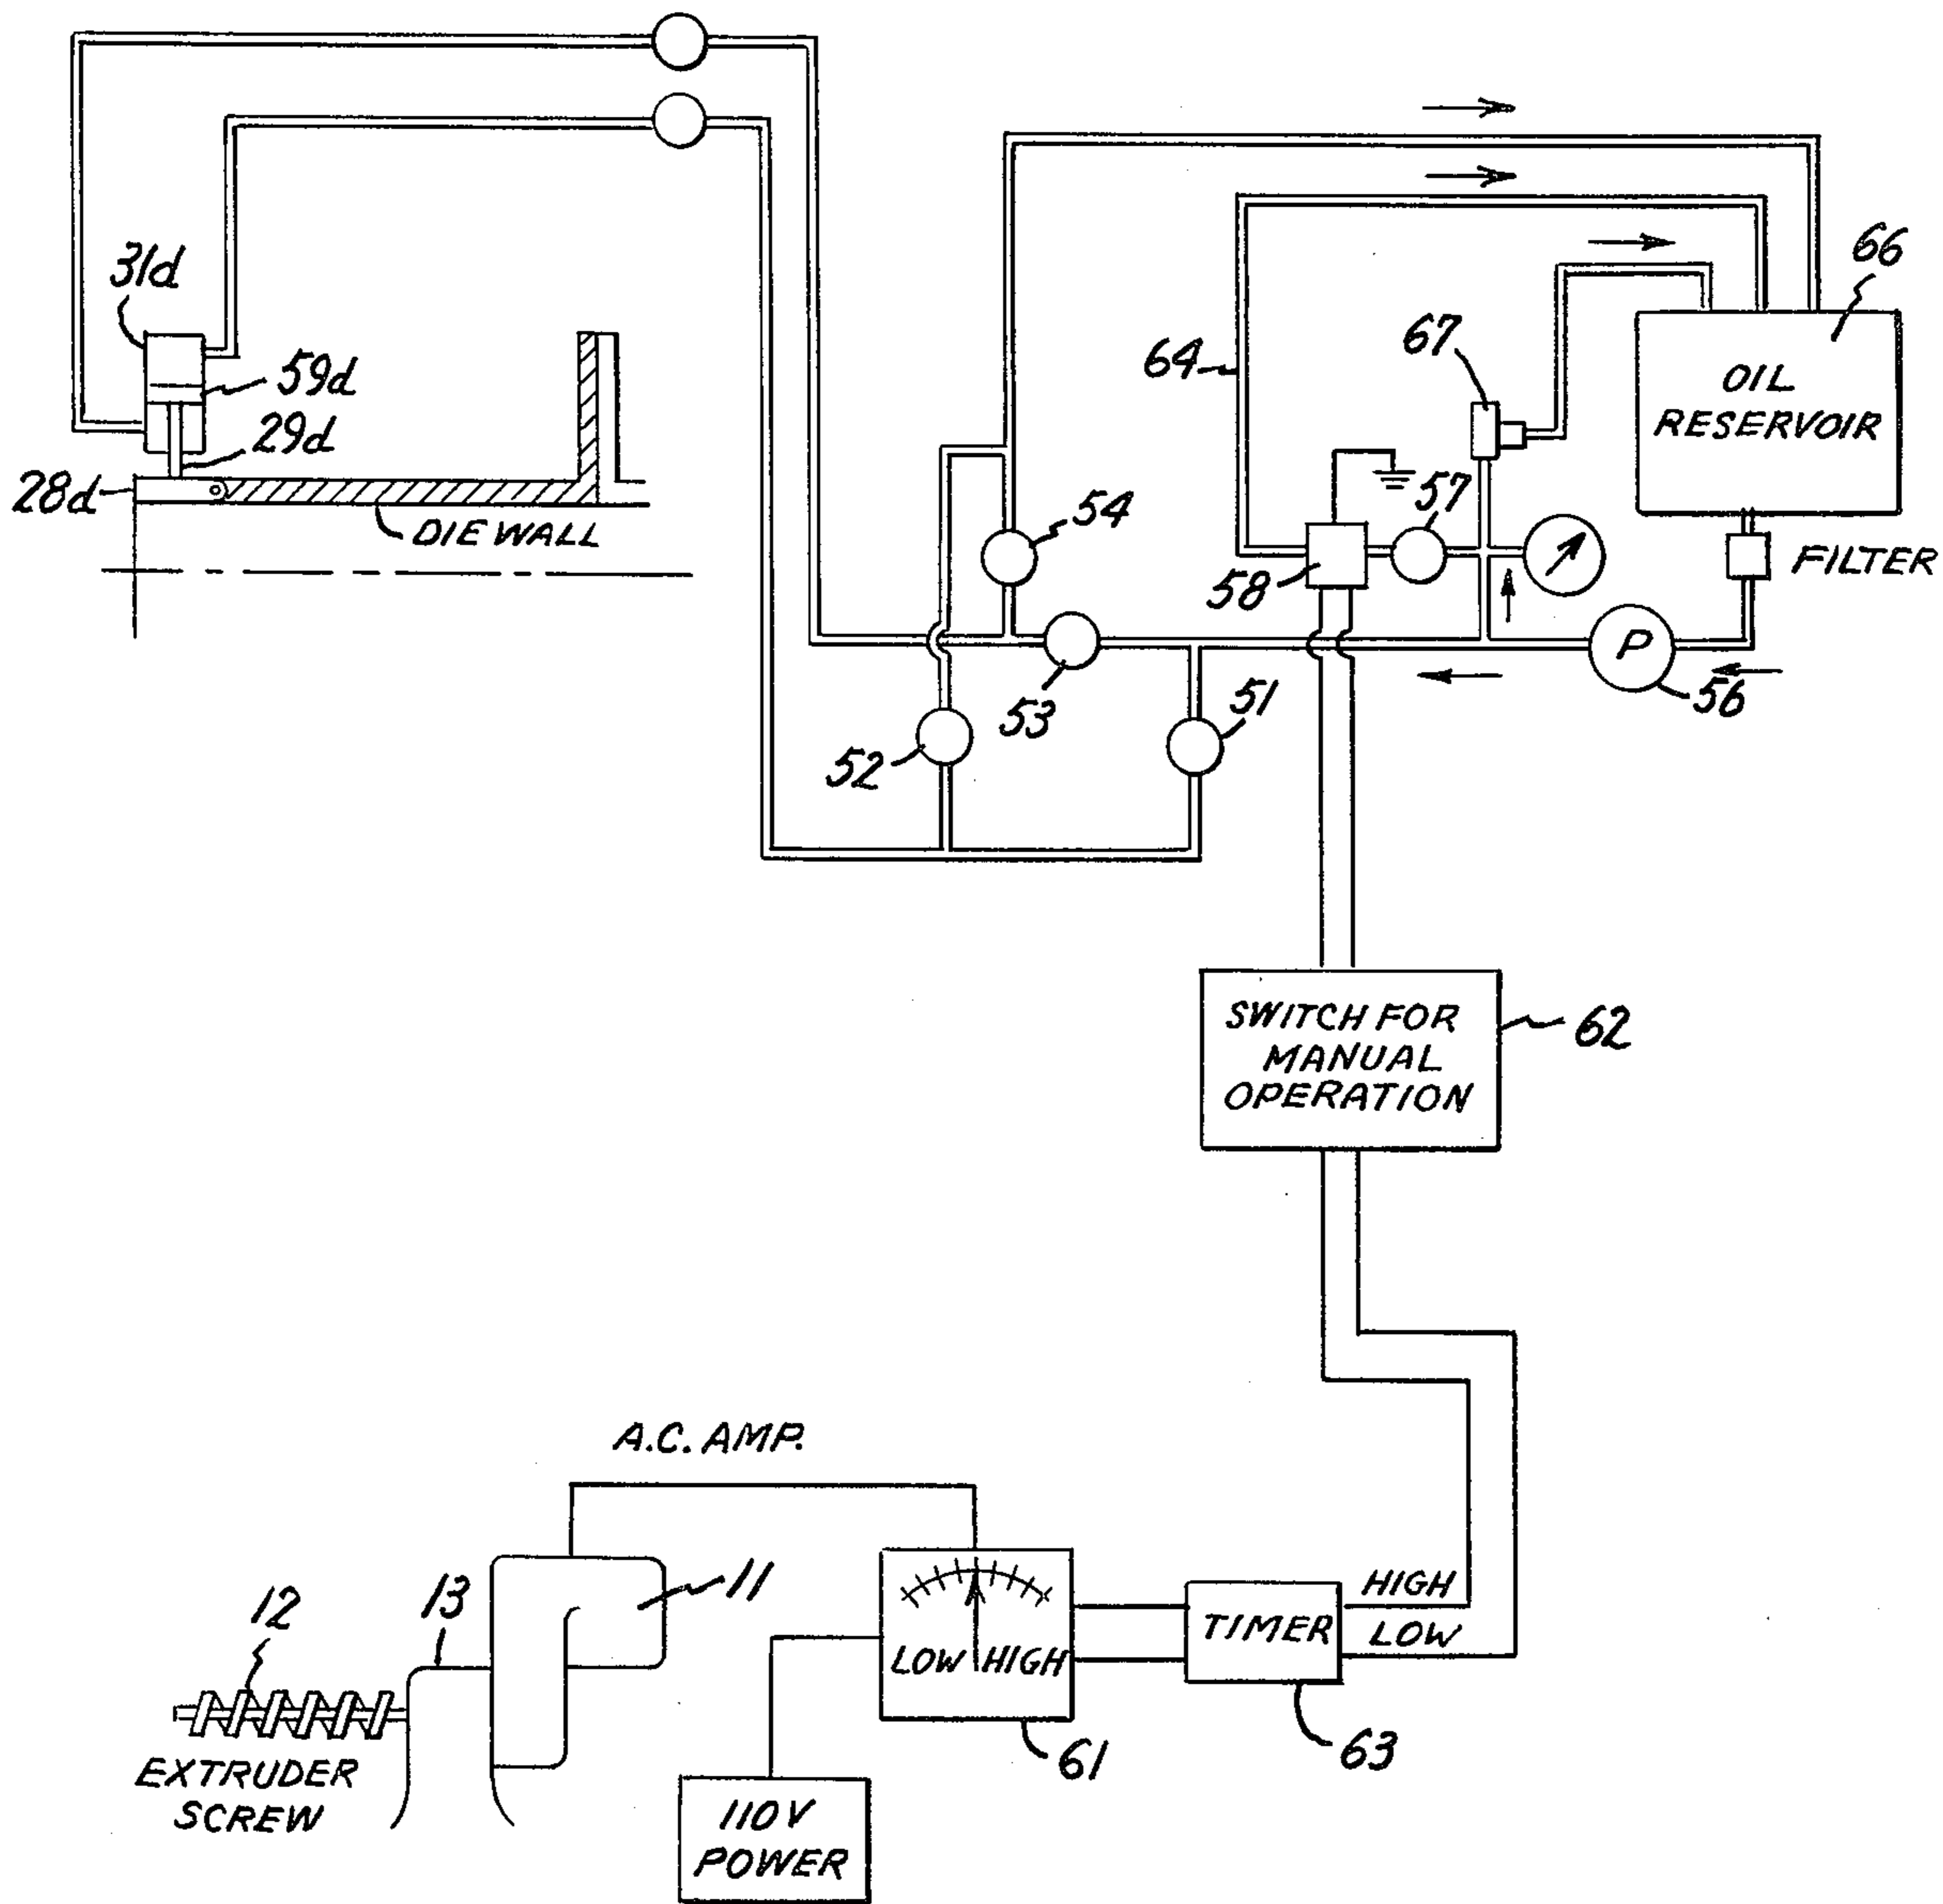 31d
59d
29d
28d
DIE WALL
54
53
52
51
64
58
57
67
66
OIL
RESERVOIR
FILTER
P
56
SWITCH FOR
MANUAL
OPERATION
62
A.C. AMP.
11
13
12
EXTRUDER
SCREW
LOW HIGH
61
110V
POWER
TIMER
63
HIGH
LOW